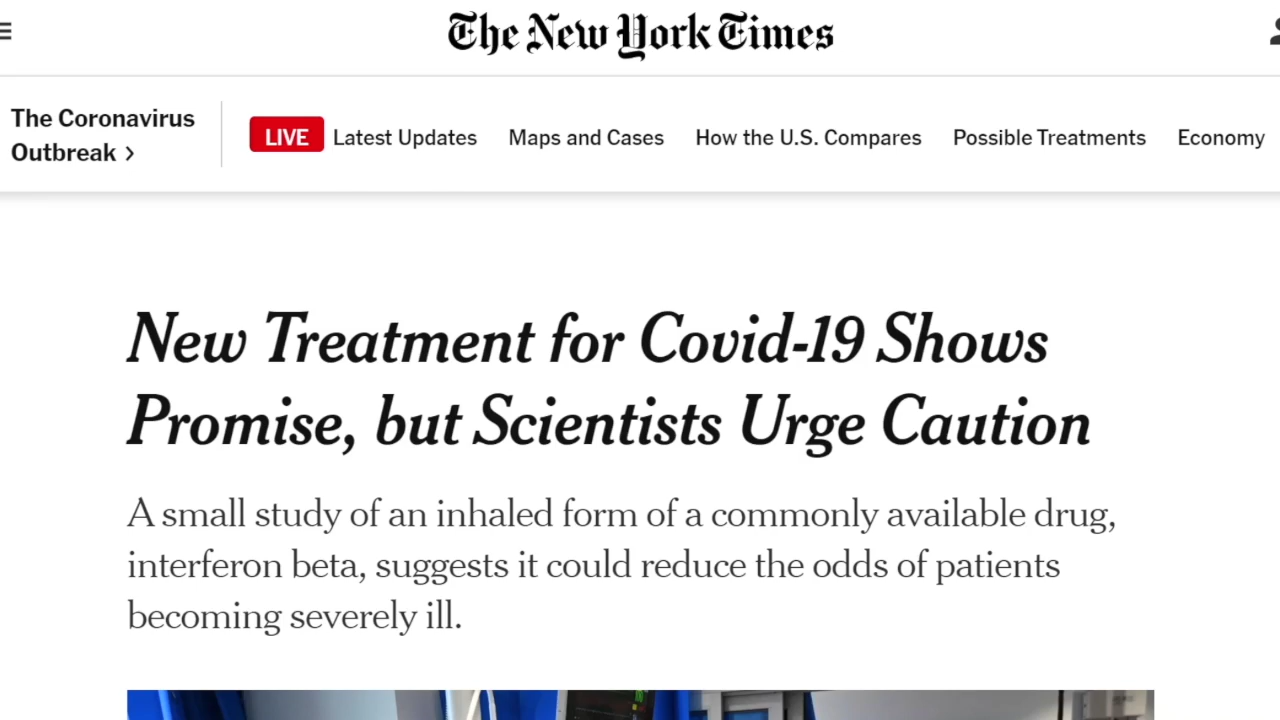 The New York Times
The Coronavirus
Outbreak >
LIVE Latest Updates Maps and Cases How the U.S. Compares Possible Treatments Economy
New Treatment for Covid-19 Shows
Promise, but Scientists Urge Caution
A small study of an inhaled form of a commonly available drug,
interferon beta, suggests it could reduce the odds of patients
becoming severely ill.